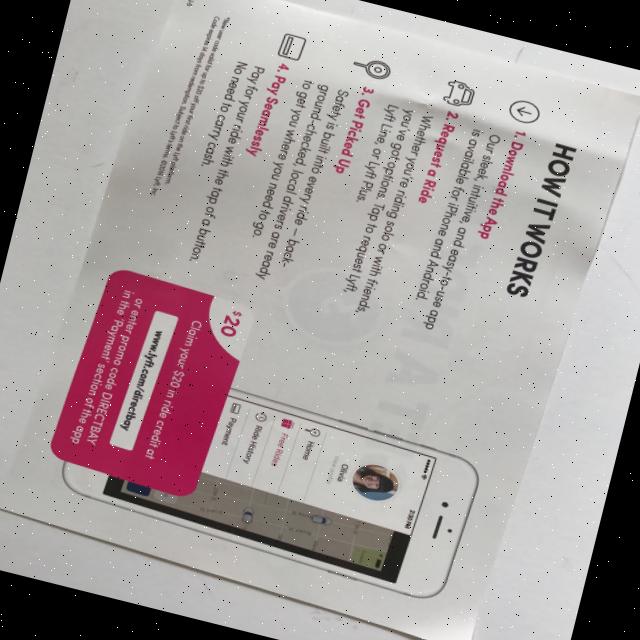 HOW IT WORKS
1. Download the App
Our sleek, intuitive and easy-to-use app
is available for iPhone and Android.
2. Request a Ride
Whether you're riding solo or with friends,
you've got options. Tap to request Lyft,
Lyft Line or Lyft Plus.
3. Get Picked Up
Safety is built into every ride – back-
ground-checked, local drivers are ready
to get you where you need to go.
4. Pay Seamlessly
Pay for your ride with the tap of a button.
No need to carry cash.
$20
Claim your $20 in ride credit at
www.lyft.com/directbay
or enter promo code DIRECTBAY
in the 'Payment' section of the app
Olivia
Home
Free Rides
Ride History
Payment